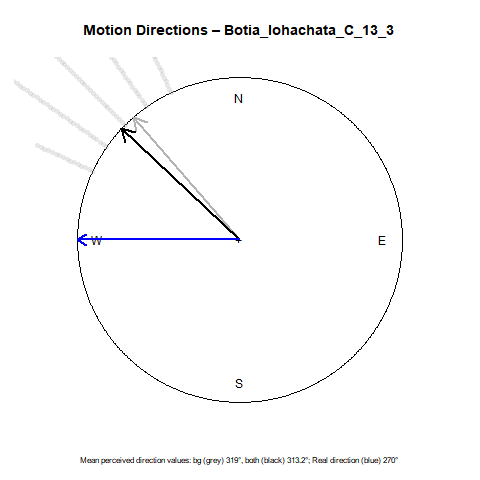 Motion Directions – Botia_lohachata_C_13_3
N
W
E
S
Mean perceived direction values: bg (grey) 319°, both (black) 313.2°; Real direction (blue) 270°